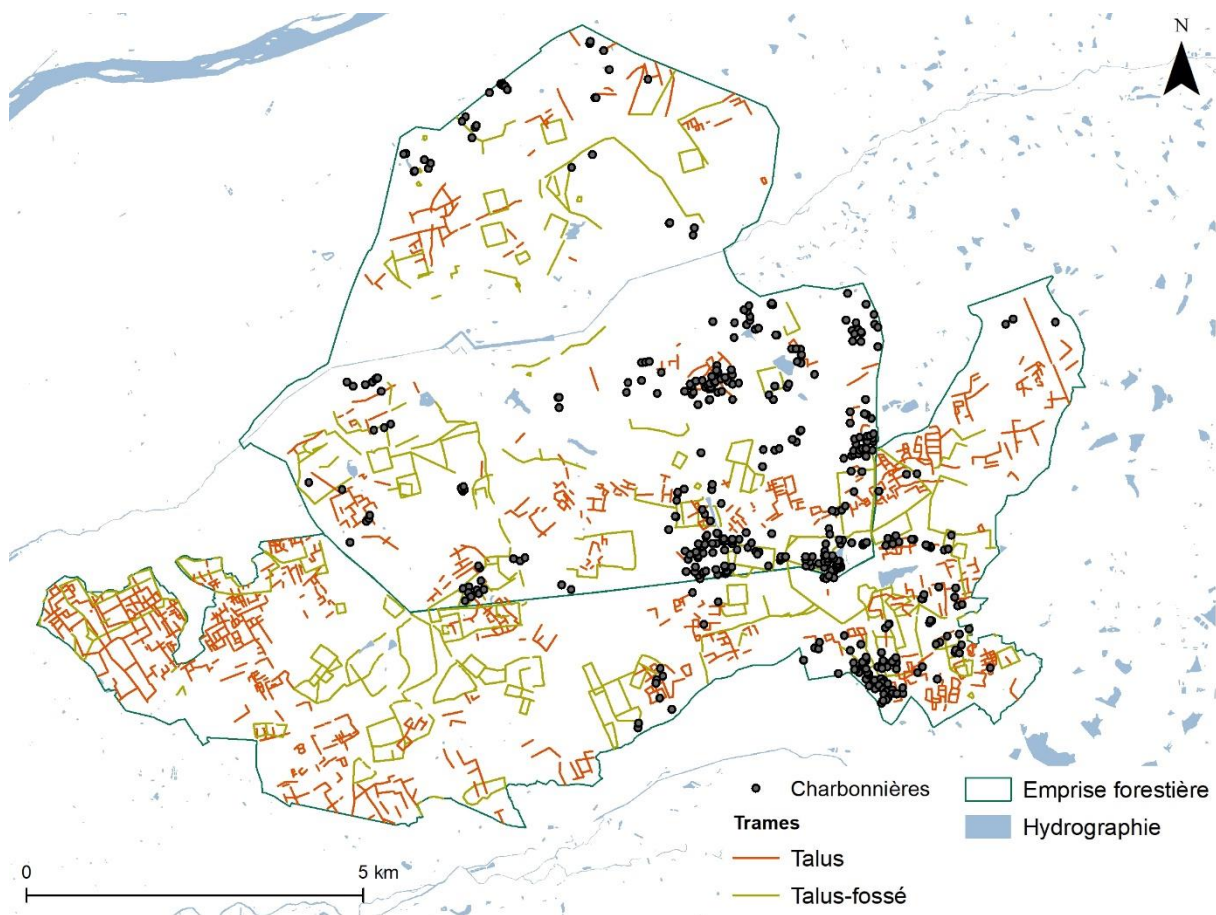 N
Charbonnières
Trames
Talus
Talus-fossé
Emprise forestière
Hydrographie
0 5 km